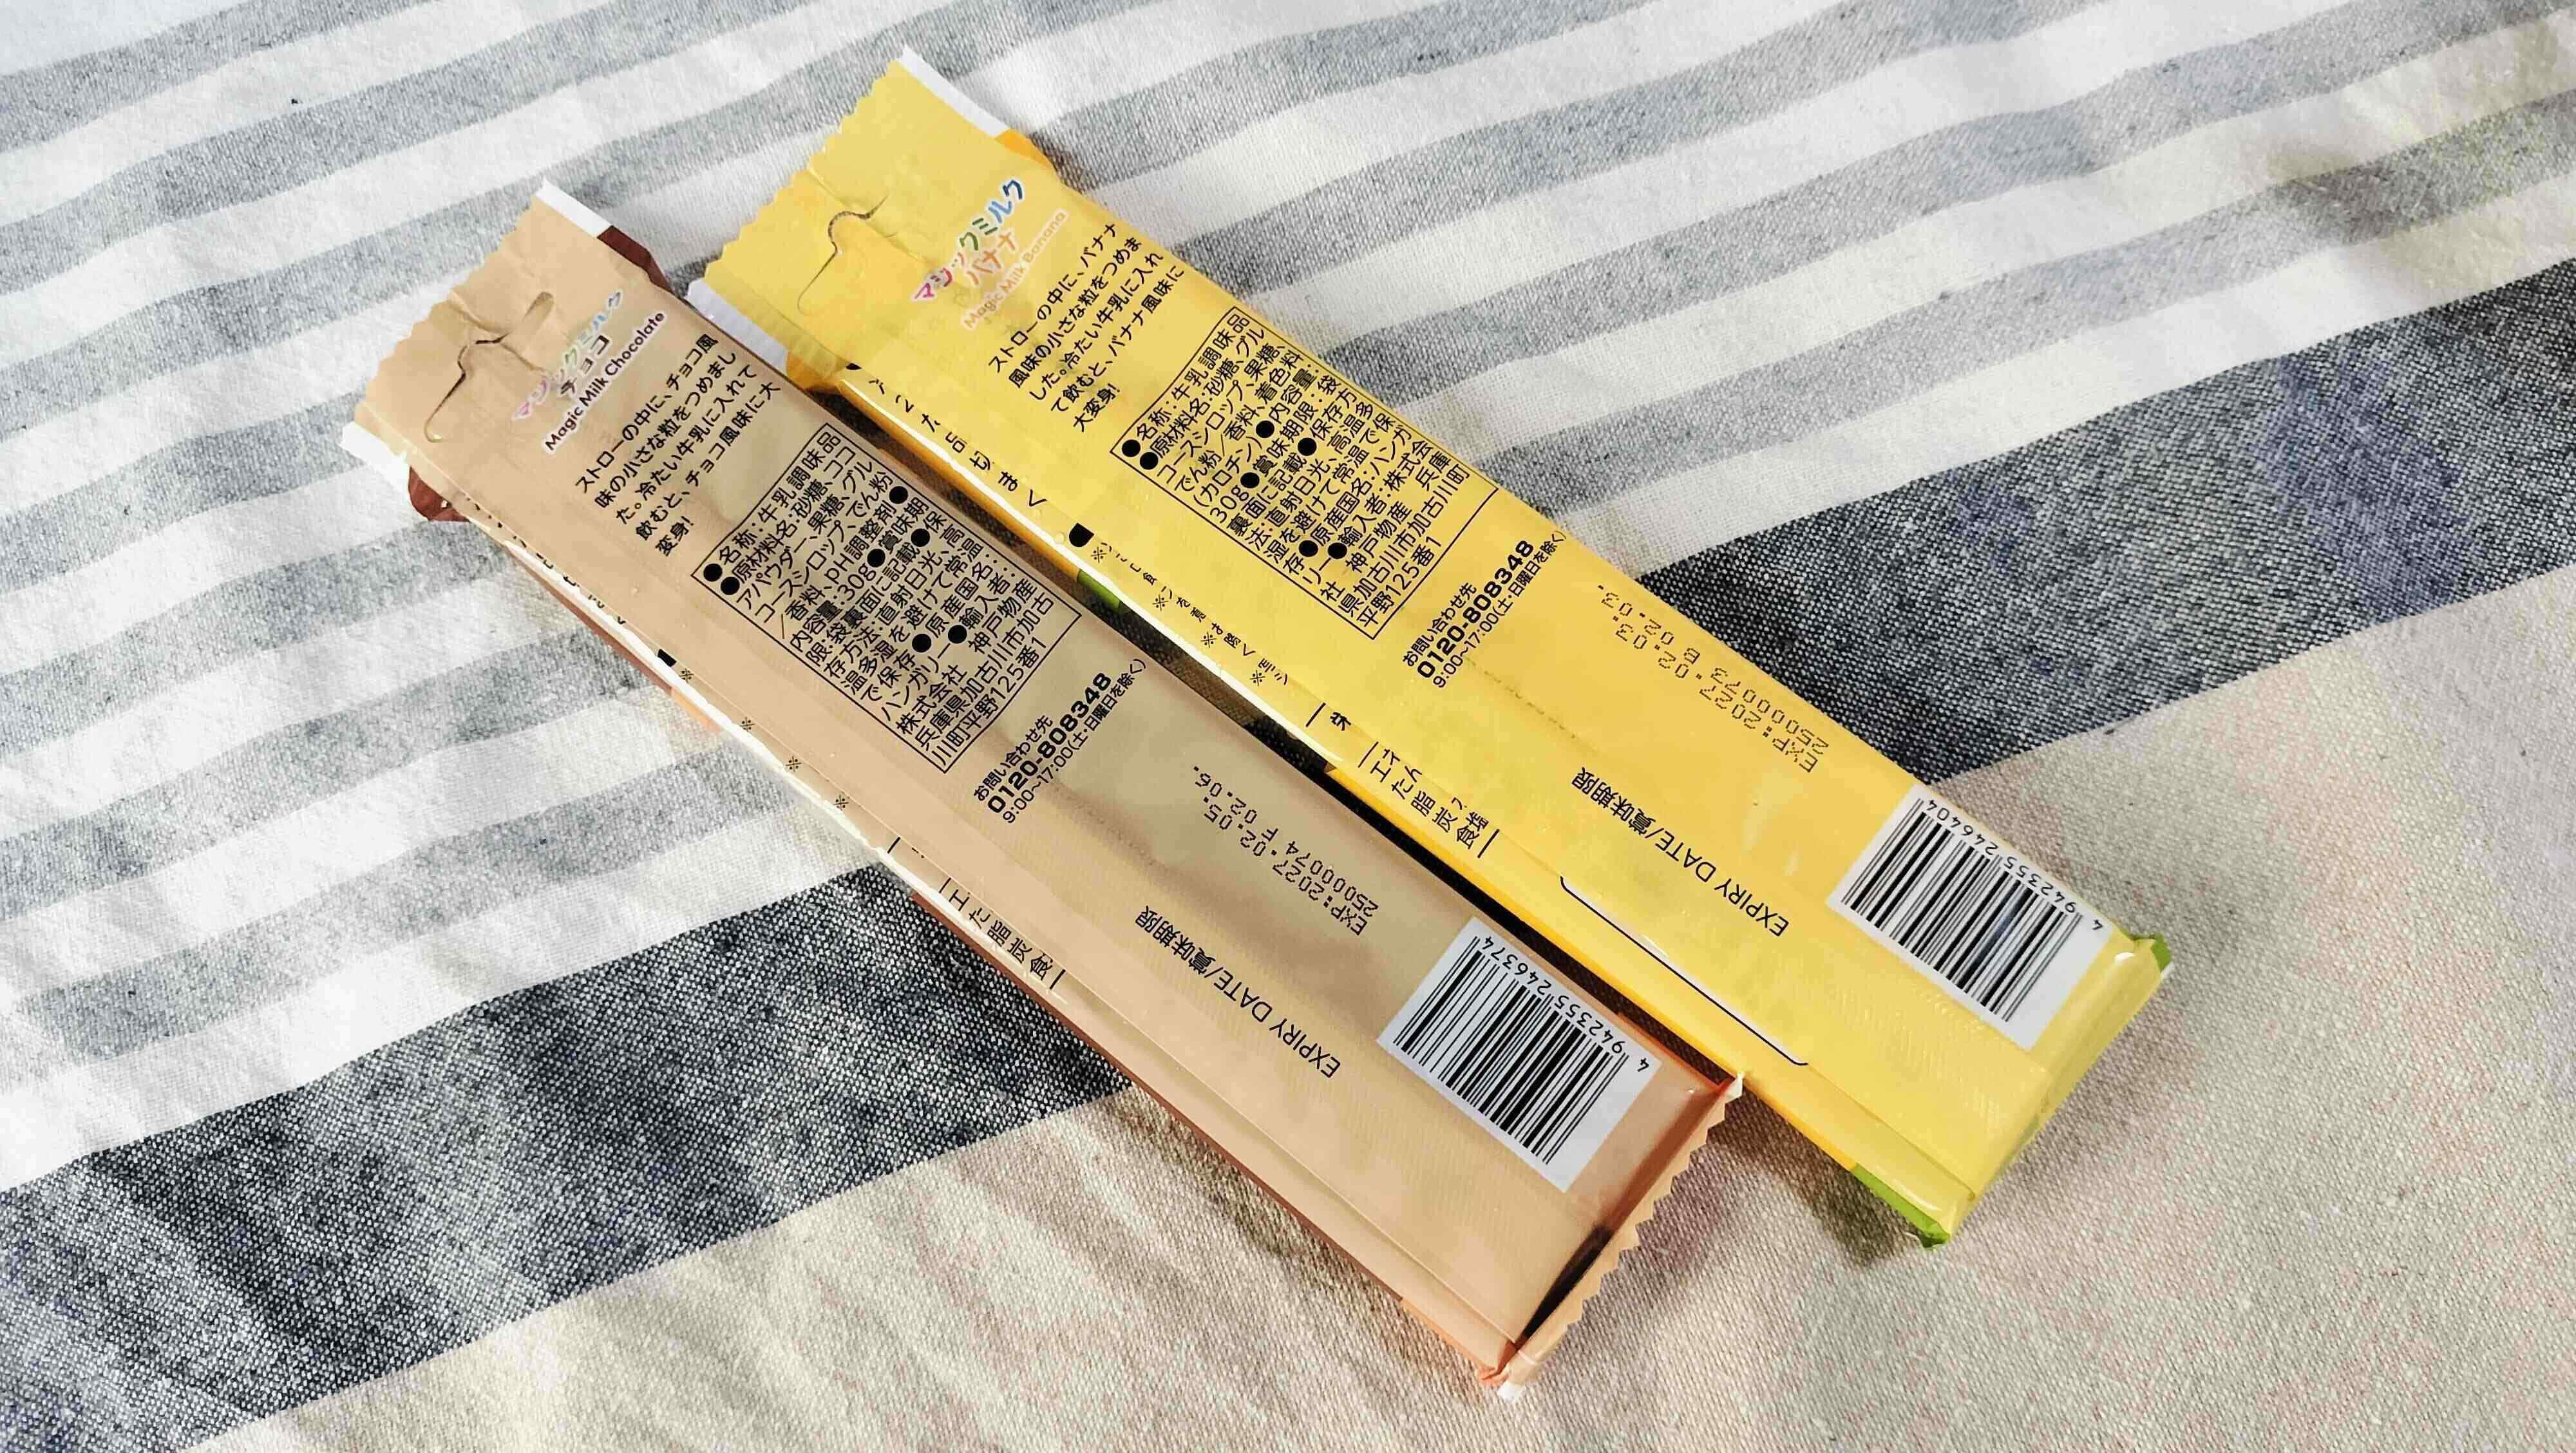 マジックミルク
チョコ
Magic Milk Chocolate
ストローの中に、チョコ風
味の小さな粒をつめまし
た。冷たい牛乳に入れて
飲むと、チョコ風味に大
変身!
●名称:牛乳調味品
●原材料名:砂糖、ココ
アパウダー、果糖、グル
コースシロップ、でん粉
/香料、pH調整剤●
内容量:30g●賞味期
限:袋裏面に記載●保
存方法:直射日光、高
温多湿を避けて常温
で保存●原産国名:
ハンガリー●輸入者:
株式会社 神戸物産
兵庫県加古川市加古
川町平野125番1
お問い合わせ先
0120-808348
9:00~17:00(土・日曜日を除く)
EXP:2027.02.05.
25000074 T 02.06.
EXPIRY DATE/賞味期限
4 942355 246374
マジックミルク
バナナ
Magic Milk Banana
ストローの中に、バナナ
風味の小さな粒をつめま
した。冷たい牛乳に入れ
て飲むと、バナナ風味に
大変身!
●名称:牛乳調味品
●原材料名:砂糖、グル
コースシロップ、果糖、
でん粉/香料、着色料
(カロチン)●内容量:
30g●賞味期限:袋
裏面に記載●保存方
法:直射日光、高温多
湿を避けて常温で保
存●原産国名:ハンガ
リー●輸入者:株式会
社 神戸物産 兵庫
県加古川市加古川町
平野125番1
お問い合わせ先
0120-808348
9:00~17:00(土・日曜日を除く)
EXP:2027.02.03.
25000073 B 02.03.
EXPIRY DATE/賞味期限
4 942355 246404